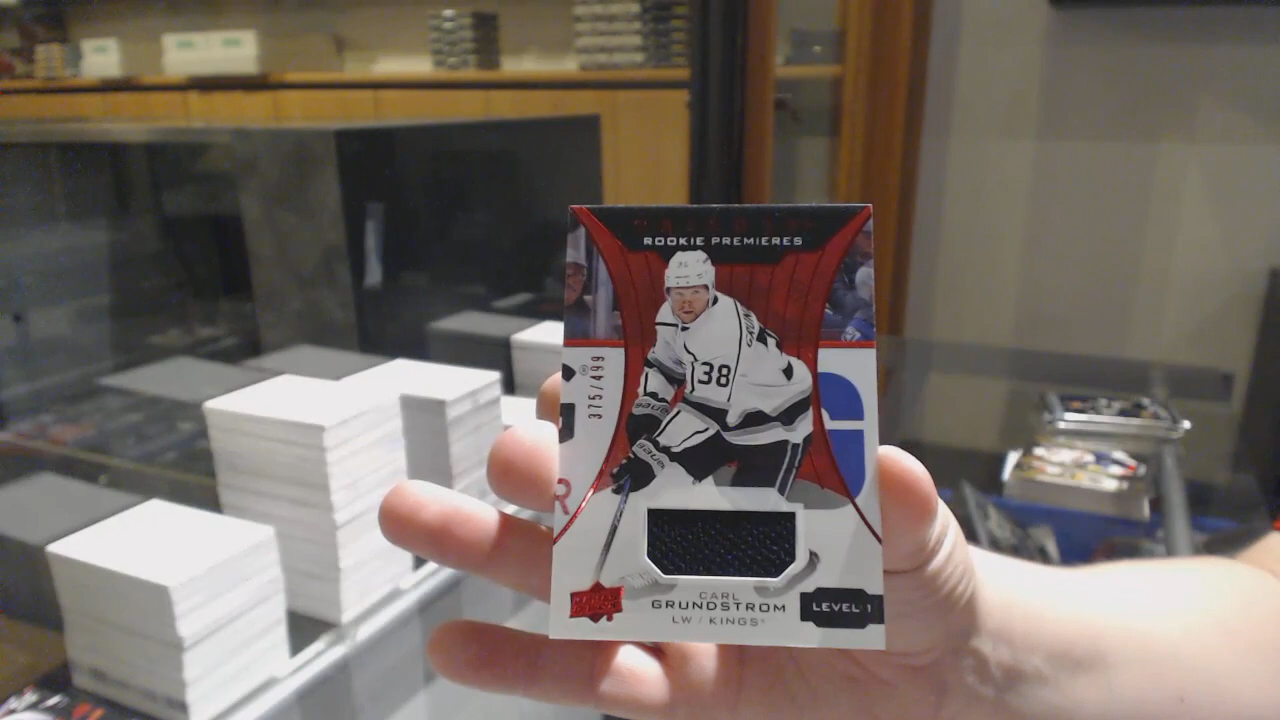 ROOKIE PREMIERES
375/499
38
R
CARL
GRUNDSTROM
LW / KINGS
LEVEL 1